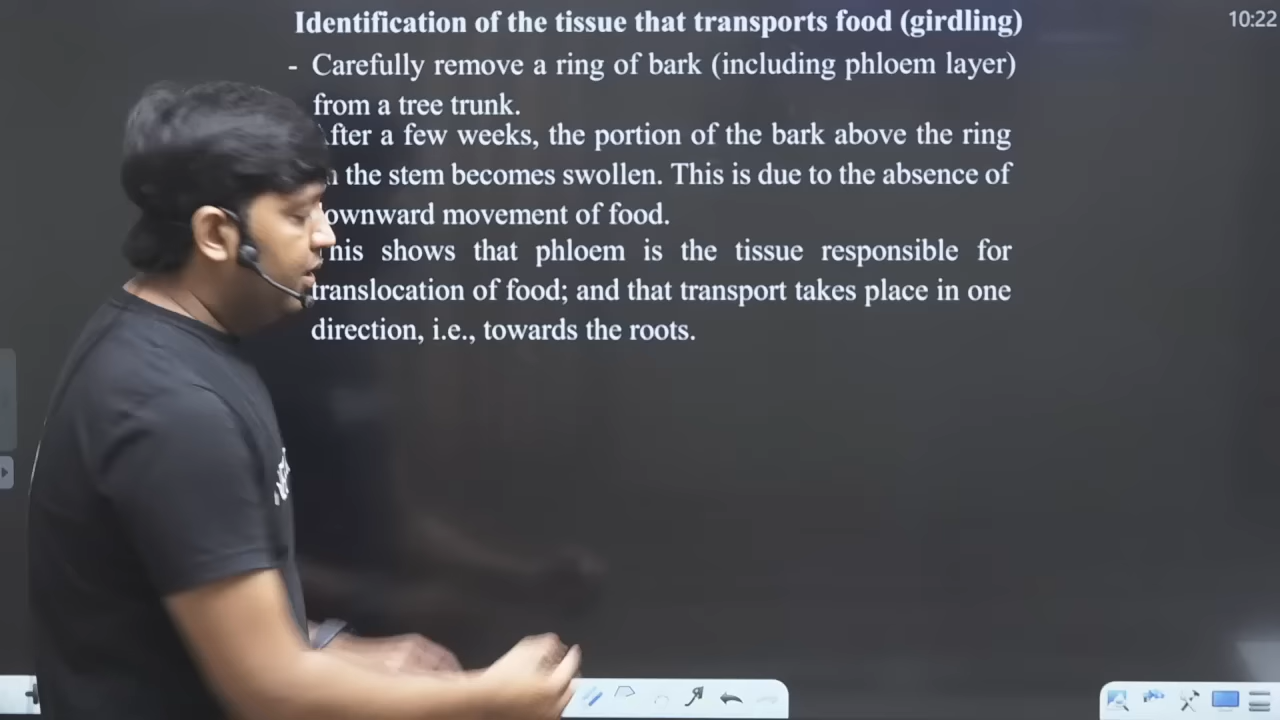 Identification of the tissue that transports food (girdling)
10:22
- Carefully remove a ring of bark (including phloem layer)
from a tree trunk.
After a few weeks, the portion of the bark above the ring
the stem becomes swollen. This is due to the absence of
downward movement of food.
This shows that phloem is the tissue responsible for
translocation of food; and that transport takes place in one
direction, i.e., towards the roots.